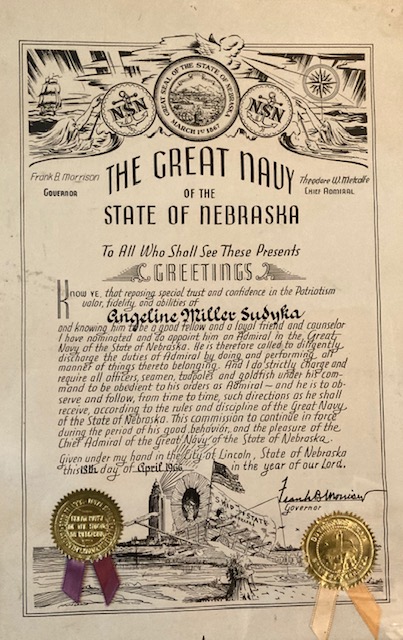 GREAT SEAL OF THE STATE OF NEBRASKA
MARCH 1ST 1867
NSN
NSN
Frank B. Morrison
GOVERNOR
Theodore W. Metcalfe
CHIEF ADMIRAL
THE GREAT NAVY
OF THE
STATE OF NEBRASKA
To All Who Shall See These Presents
GREETINGS
KNOW YE, that reposing special trust and confidence in the Patriotism
valor, fidelity, and abilities of
Angeline Miller Sudyka
and knowing him to be a good fellow and a loyal friend and counselor
I have nominated and do appoint him an Admiral in the Great
Navy of the State of Nebraska. He is therefore called to diligently
discharge the duties of Admiral by doing and performing all
manner of things thereto belonging. And I do strictly charge and
require all officers, seamen, tadpoles and goldfish under his com-
mand to be obedient to his orders as Admiral – and he is to ob-
serve and follow, from time to time, such directions as he shall
receive, according to the rules and discipline of the Great Navy
of the State of Nebraska. This commission to continue in force
during the period of his good behavior, and the pleasure of the
Chief Admiral of the Great Navy of the State of Nebraska.
Given under my hand in the City of Lincoln, State of Nebraska
this 13th day of April 1966 in the year of our Lord.
Frank B Morrison
Governor
SHIP OF STATE